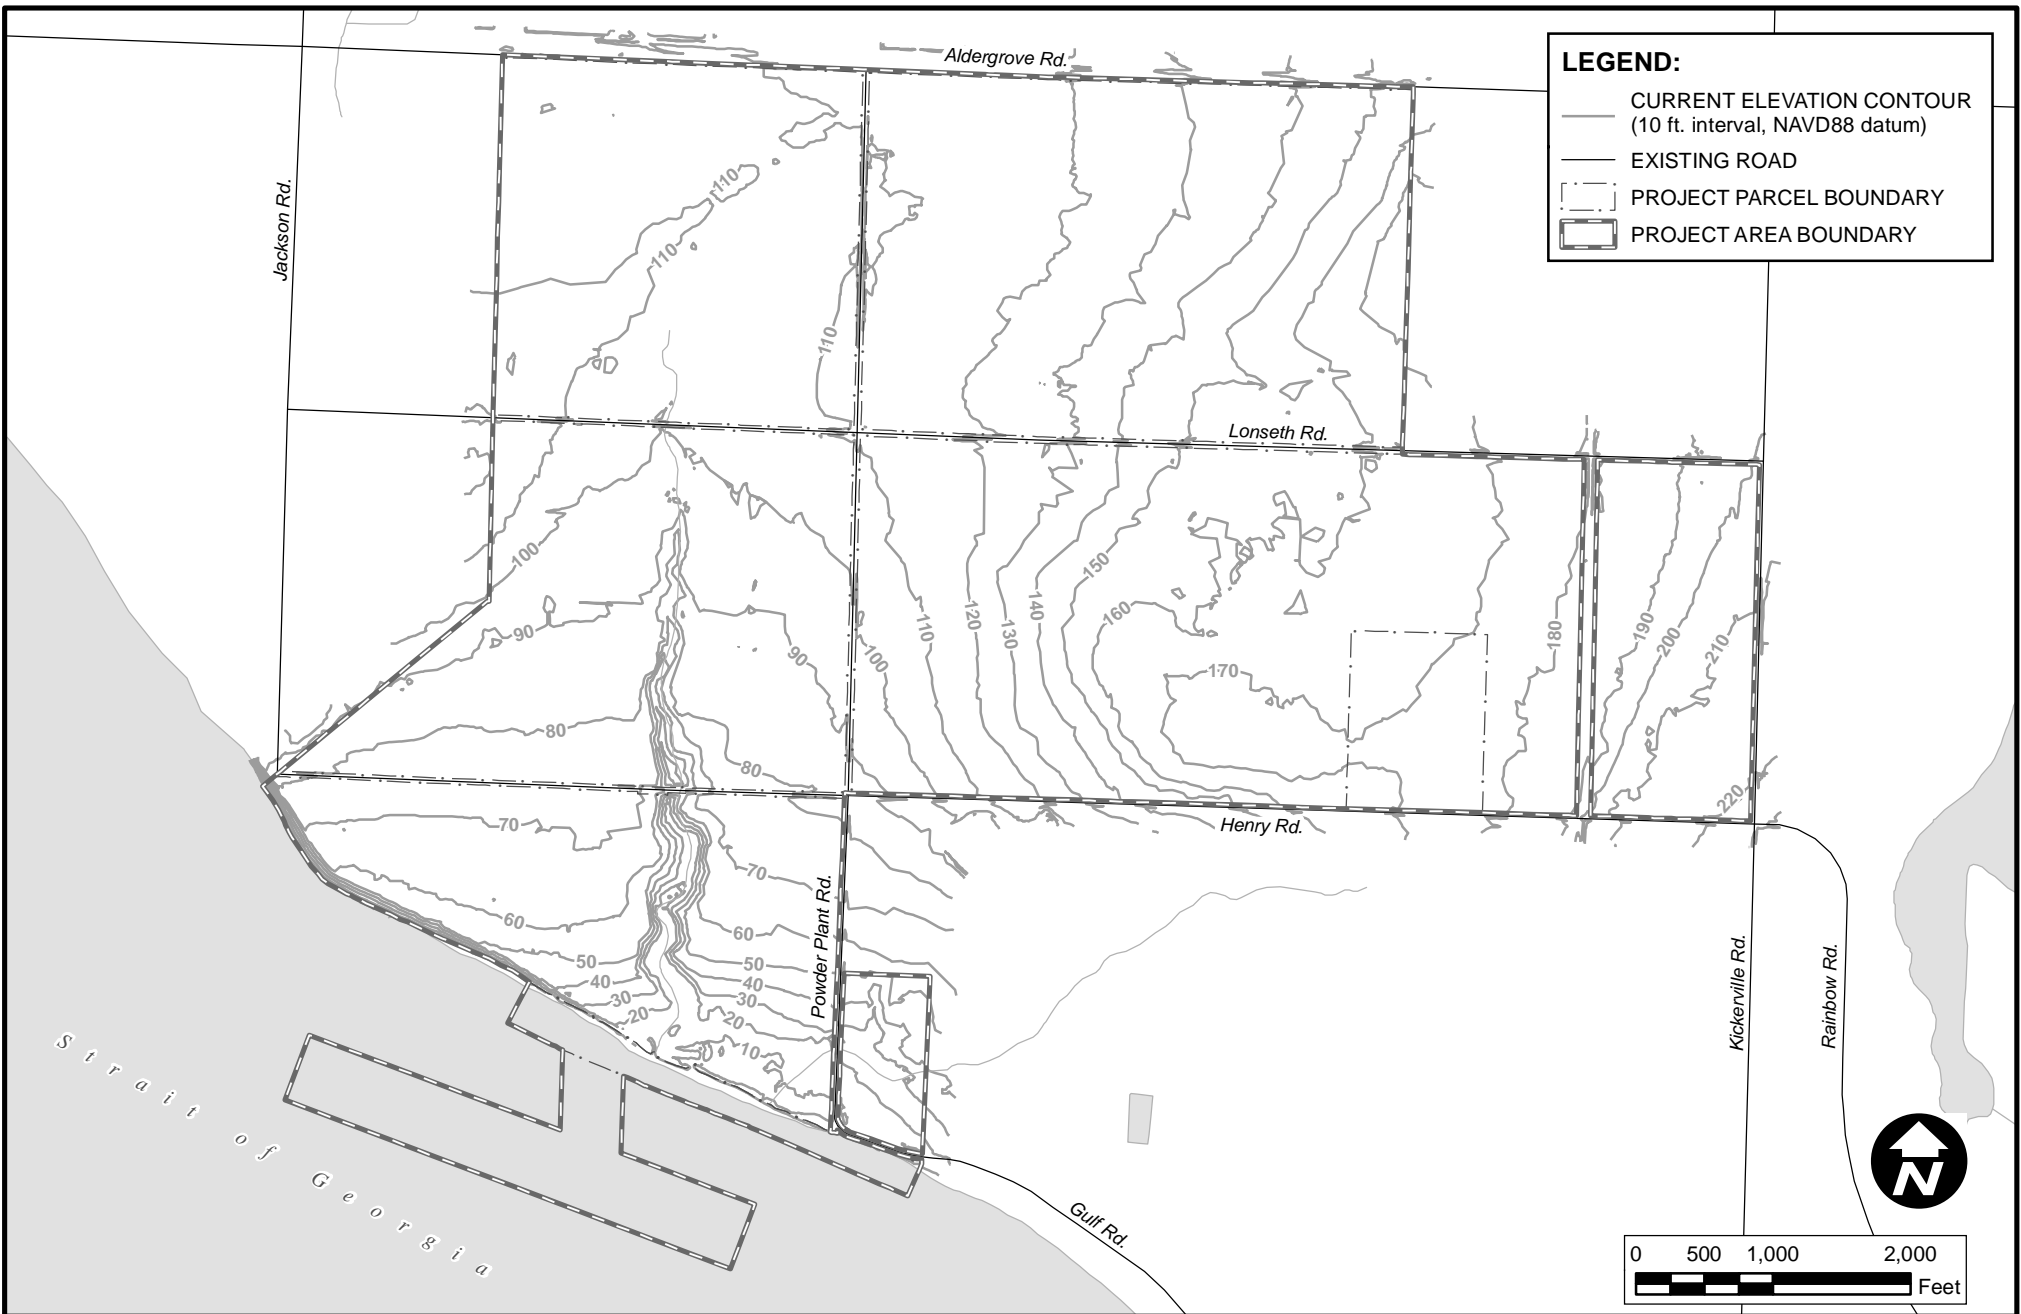 Aldergrove Rd.
LEGEND:
CURRENT ELEVATION CONTOUR
(10 ft. interval, NAVD88 datum)
EXISTING ROAD
PROJECT PARCEL BOUNDARY
PROJECT AREA BOUNDARY
Jackson Rd.
110
110
110
Lonseth Rd.
100
150
160
140
130
120
110
100
90
90
170
180
190
200
210
220
80
80
Henry Rd.
70
70
60
60
50
50
40
40
30
30
20
20
10
Powder Plant Rd.
Kickerville Rd.
Rainbow Rd.
Strait of Georgia
Gulf Rd.
N
0 500 1,000 2,000
Feet